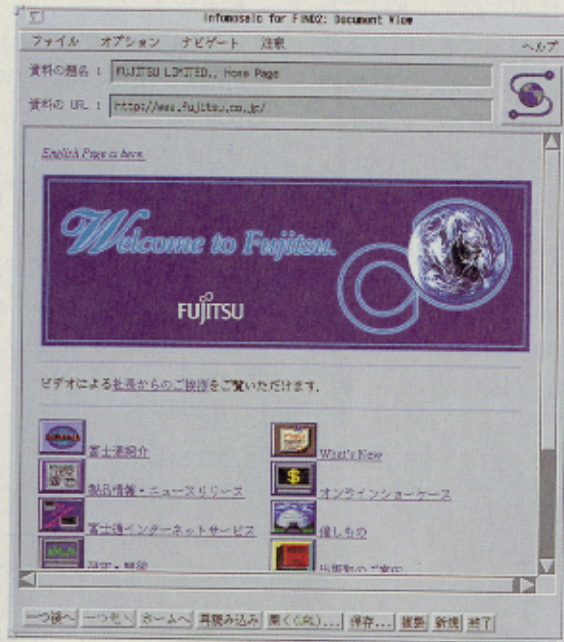 Infomosaic for FIND2: Document View
ファイル オプション ナビゲート 注釈 ヘルプ
資料の題名 : FUJITSU LIMITED., Home Page
資料の URL : http://www.fujitsu.co.jp/
English Page is here.
Welcome to Fujitsu.
FUJITSU
ビデオによる社長からのご挨拶をご覧いただけます.
富士通紹介 What's New
製品情報・ニュースリリース オンラインショーケース
富士通インターネットサービス 催しもの
一つ後へ ホームへ 再読み込み 開く(URL)... 保存... 複製 新規 終了